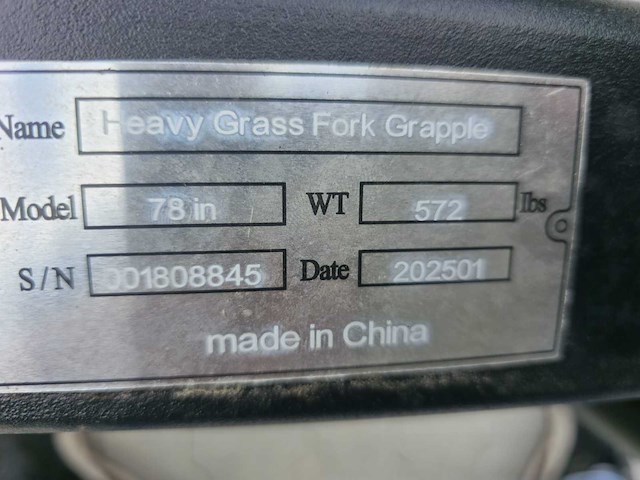 Name Heavy Grass Fork Grapple
Model 78 in WT 572 lbs
S/N 001808845 Date 202501
made in China